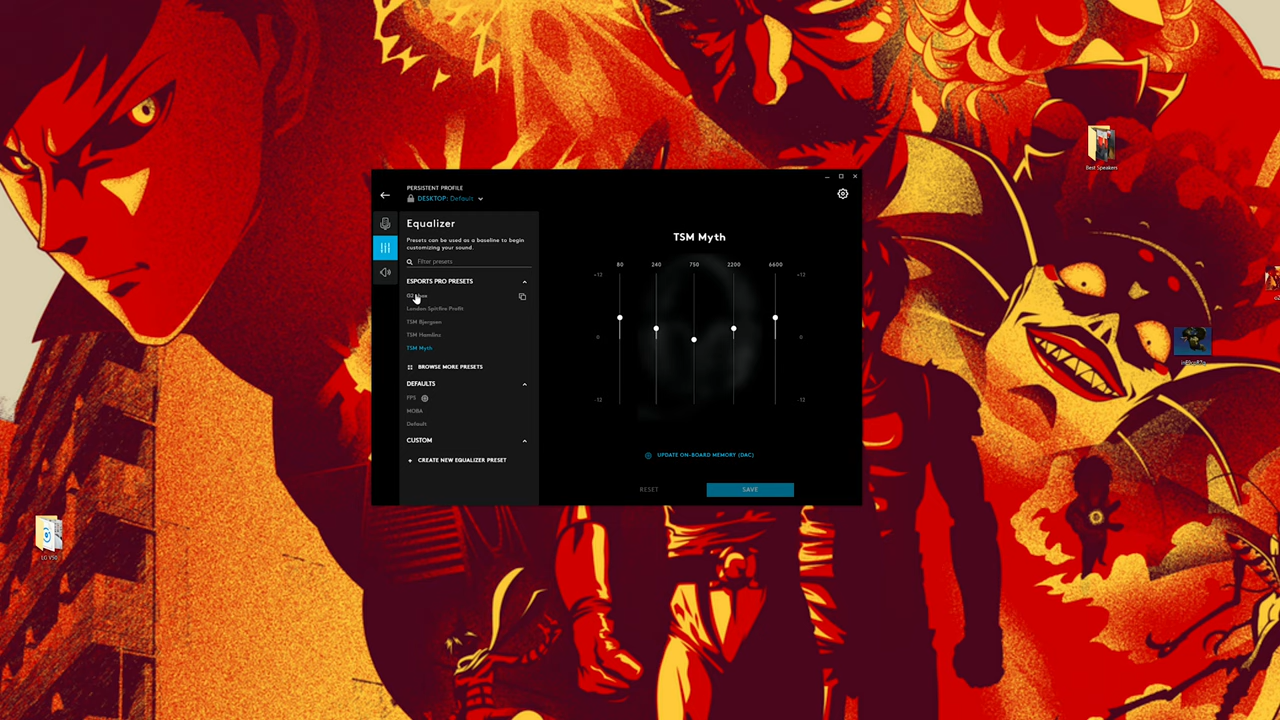 PERSISTENT PROFILE
DESKTOP: Default
Equalizer
Presets can be used as a baseline to begin
customizing your sound.
Filter presets
ESPORTS PRO PRESETS
London Spitfire Profit
TSM Bjergsen
TSM Hamlinz
TSM Myth
BROWSE MORE PRESETS
DEFAULTS
FPS
MOBA
Default
CUSTOM
+ CREATE NEW EQUALIZER PRESET
TSM Myth
80 240 750 2200 6600
+12 +12
0 0
-12 -12
UPDATE ON-BOARD MEMORY (DAC)
RESET SAVE
Best Speakers